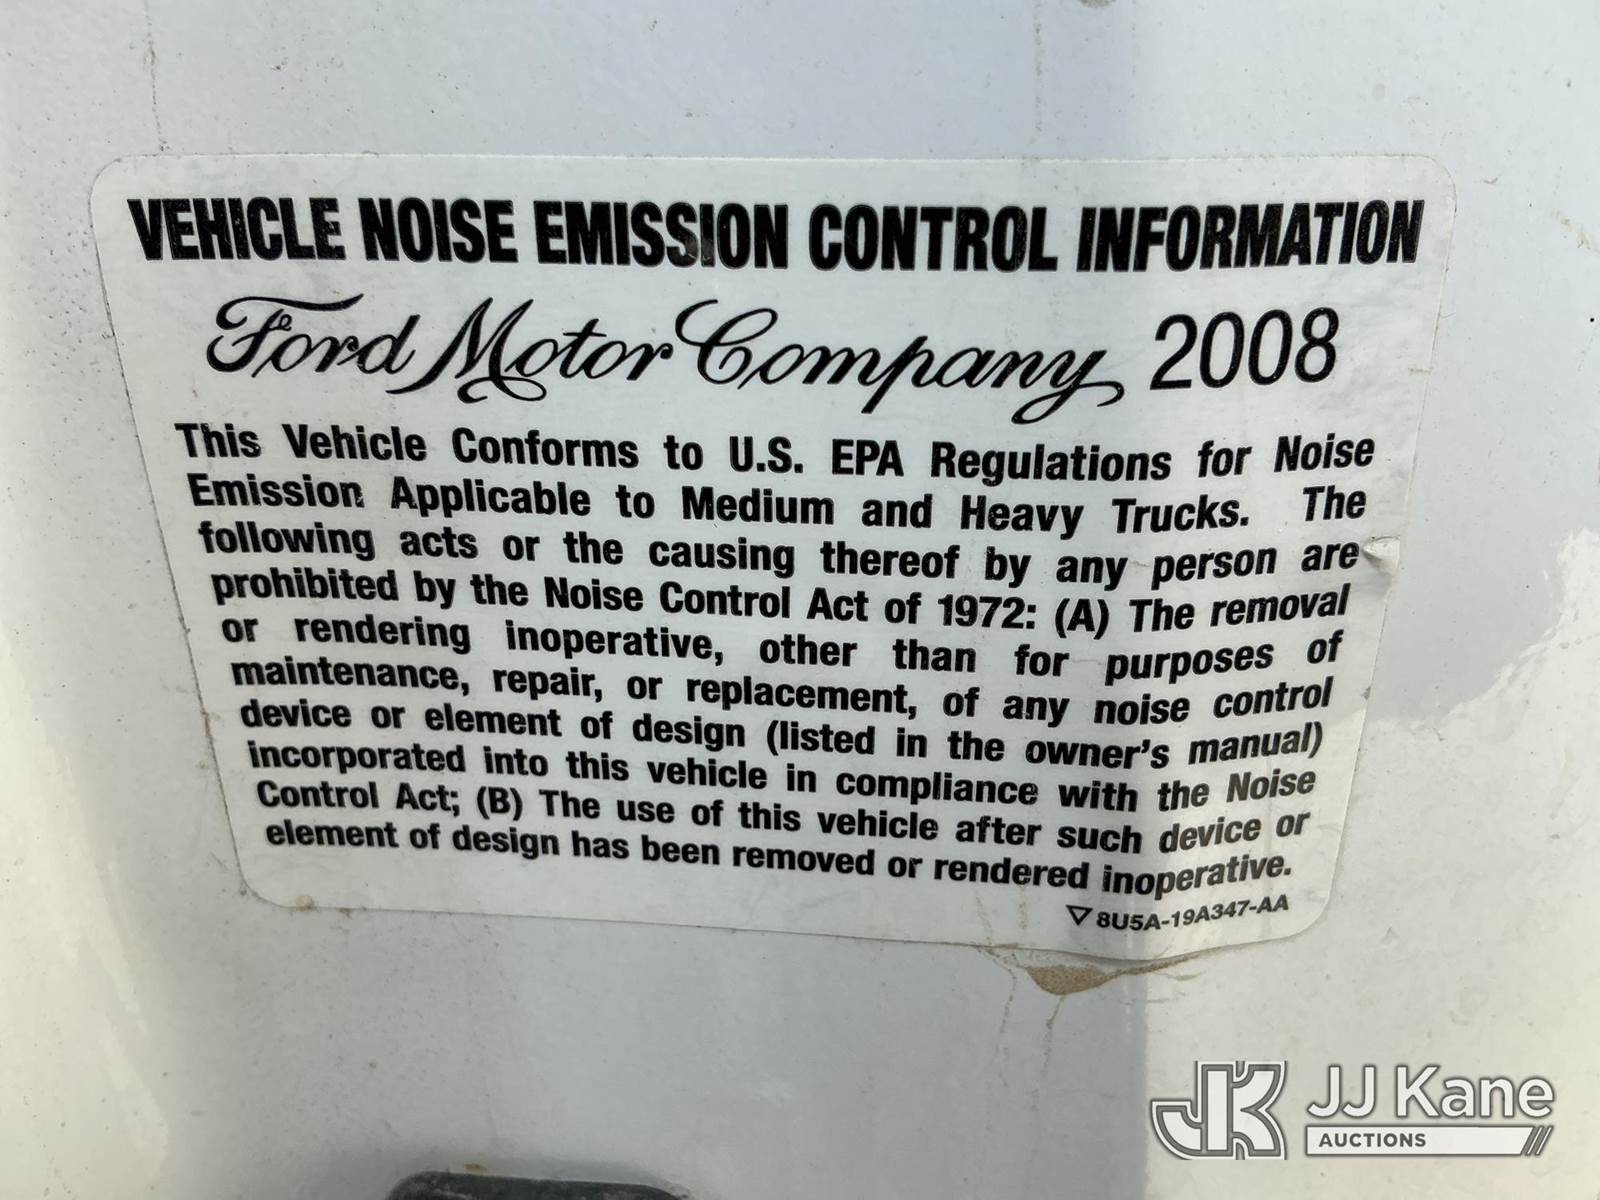 VEHICLE NOISE EMISSION CONTROL INFORMATION
Ford Motor Company 2008
This Vehicle Conforms to U.S. EPA Regulations for Noise
Emission Applicable to Medium and Heavy Trucks. The
following acts or the causing thereof by any person are
prohibited by the Noise Control Act of 1972: (A) The removal
or rendering inoperative, other than for purposes of
maintenance, repair, or replacement, of any noise control
device or element of design (listed in the owner's manual)
incorporated into this vehicle in compliance with the Noise
Control Act; (B) The use of this vehicle after such device or
element of design has been removed or rendered inoperative.
8U5A-19A347-AA
JK JJ Kane
AUCTIONS